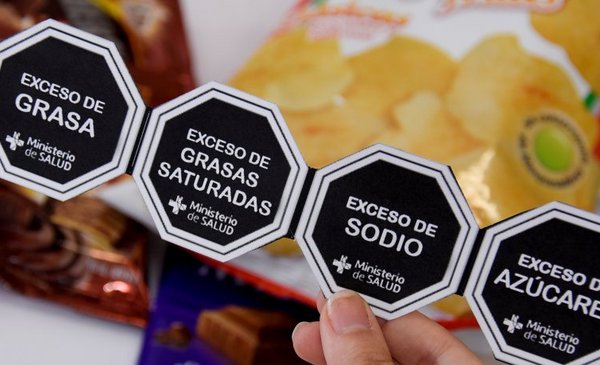 EXCESO DE
GRASA
Ministerio
de SALUD
EXCESO DE
GRASAS
SATURADAS
Ministerio
de SALUD
EXCESO DE
SODIO
Ministerio
de SALUD
EXCESO D
AZÚCARE
Ministerio
de SALUD